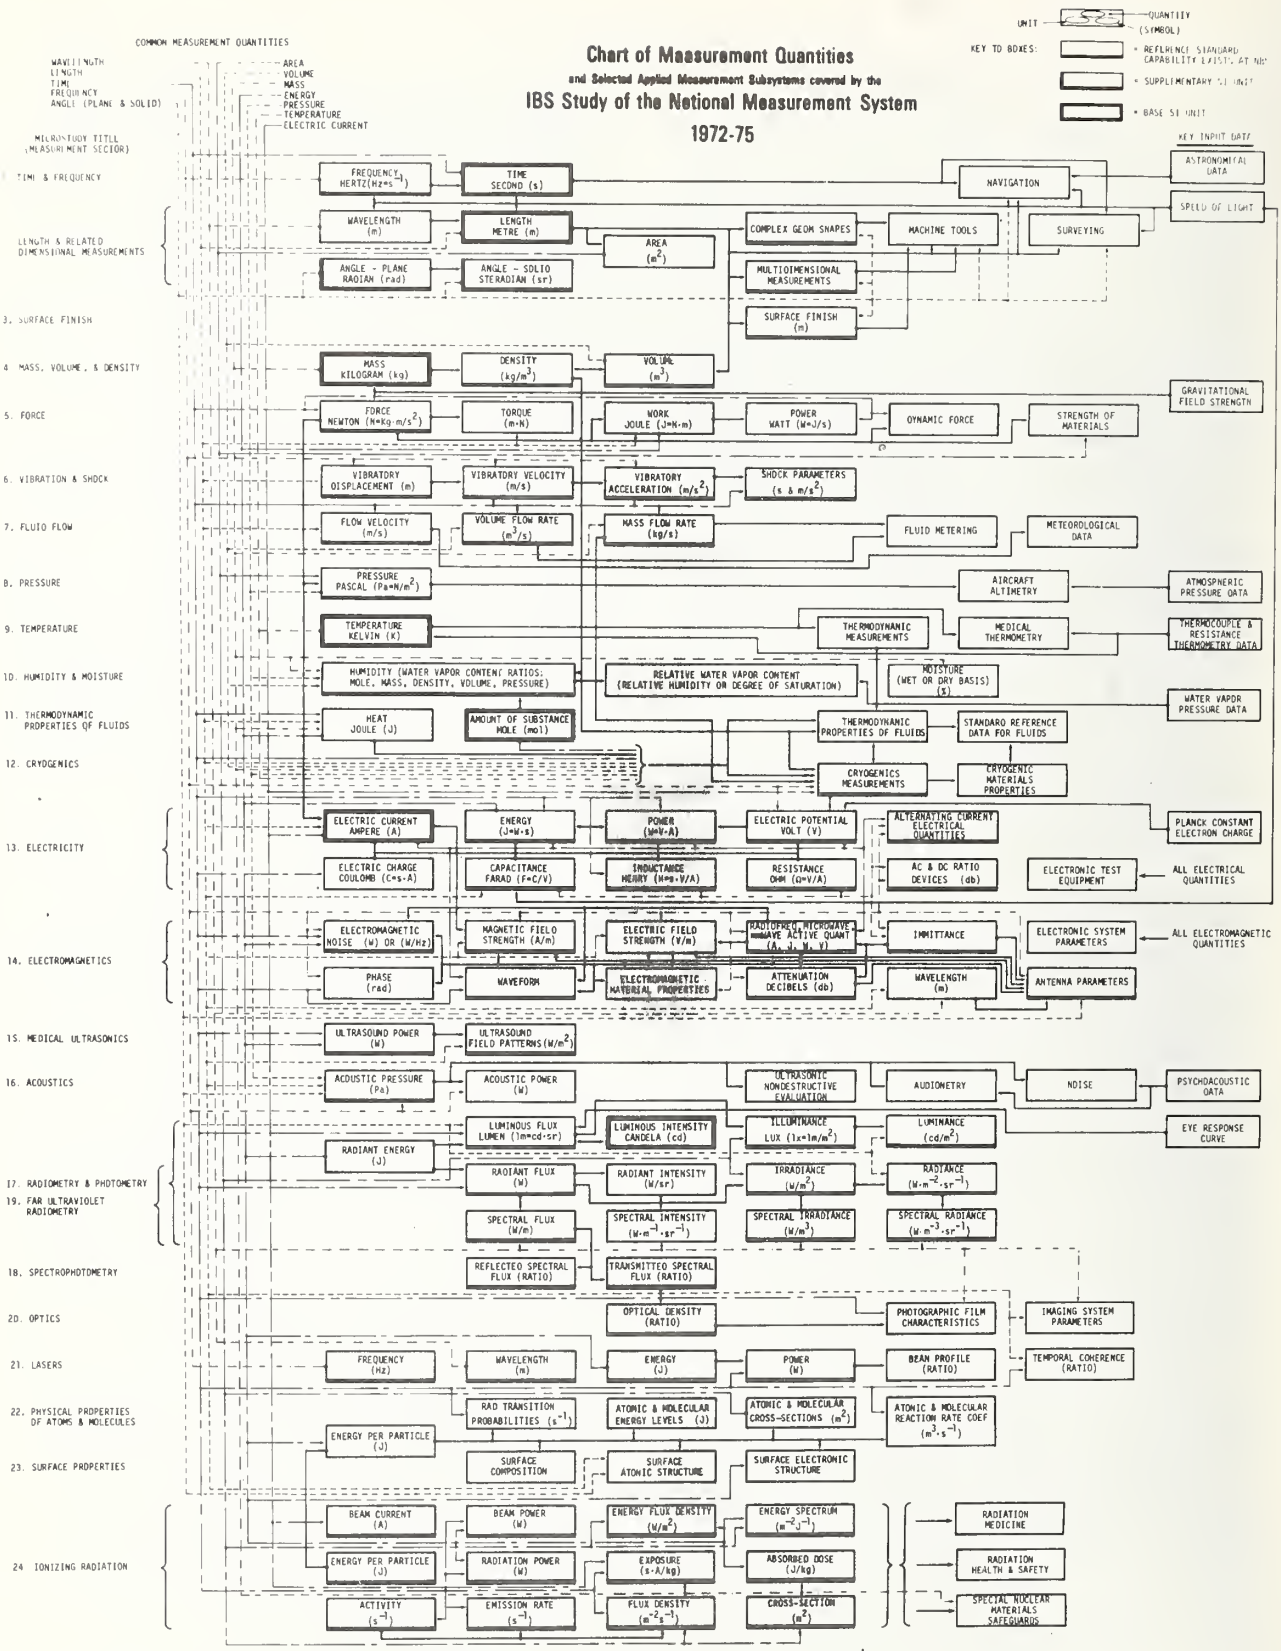 Chart of Measurement Quantities
and Selected Applied Measurement Subsystems covered by the
IBS Study of the National Measurement System
1972-75
UNIT
QUANTITY
(SYMBOL)
KEY TO BOXES:
= REFERENCE STANDARD
CAPABILITY EXISTS AT NBS
= SUPPLEMENTARY SI UNIT
= BASE SI UNIT
COMMON MEASUREMENT QUANTITIES
WAVELENGTH
LENGTH
TIME
FREQUENCY
ANGLE (PLANE & SOLID)
AREA
VOLUME
MASS
ENERGY
PRESSURE
TEMPERATURE
ELECTRIC CURRENT
MICROSTUDY TITLE
(MEASUREMENT SECTOR)
KEY INPUT DATA
TIME & FREQUENCY
FREQUENCY
HERTZ(Hz=s⁻¹)
TIME
SECOND (s)
NAVIGATION
ASTRONOMICAL
DATA
SPEED OF LIGHT
LENGTH & RELATED
DIMENSIONAL MEASUREMENTS
WAVELENGTH
(m)
LENGTH
METRE (m)
AREA
(m²)
COMPLEX GEOM SHAPES
MACHINE TOOLS
SURVEYING
ANGLE - PLANE
RADIAN (rad)
ANGLE - SOLID
STERADIAN (sr)
MULTIDIMENSIONAL
MEASUREMENTS
3. SURFACE FINISH
SURFACE FINISH
(m)
4 MASS, VOLUME, & DENSITY
MASS
KILOGRAM (kg)
DENSITY
(kg/m³)
VOLUME
(m³)
GRAVITATIONAL
FIELD STRENGTH
5. FORCE
FORCE
NEWTON (N=Kg·m/s²)
TORQUE
(m·N)
WORK
JOULE (J=N·m)
POWER
WATT (W=J/s)
DYNAMIC FORCE
STRENGTH OF
MATERIALS
6. VIBRATION & SHOCK
VIBRATORY
DISPLACEMENT (m)
VIBRATORY VELOCITY
(m/s)
VIBRATORY
ACCELERATION (m/s²)
SHOCK PARAMETERS
(s & m/s²)
7. FLUID FLOW
FLOW VELOCITY
(m/s)
VOLUME FLOW RATE
(m³/s)
MASS FLOW RATE
(kg/s)
FLUID METERING
METEOROLOGICAL
DATA
8. PRESSURE
PRESSURE
PASCAL (Pa=N/m²)
AIRCRAFT
ALTIMETRY
ATMOSPHERIC
PRESSURE DATA
9. TEMPERATURE
TEMPERATURE
KELVIN (K)
THERMODYNAMIC
MEASUREMENTS
MEDICAL
THERMOMETRY
THERMOCOUPLE &
RESISTANCE
THERMOMETRY DATA
10. HUMIDITY & MOISTURE
HUMIDITY (WATER VAPOR CONTENT RATIOS:
MOLE, MASS, DENSITY, VOLUME, PRESSURE)
RELATIVE WATER VAPOR CONTENT
(RELATIVE HUMIDITY OR DEGREE OF SATURATION)
MOISTURE
(WET OR DRY BASIS)
(%)
WATER VAPOR
PRESSURE DATA
11. THERMODYNAMIC
PROPERTIES OF FLUIDS
HEAT
JOULE (J)
AMOUNT OF SUBSTANCE
MOLE (mol)
THERMODYNAMIC
PROPERTIES OF FLUIDS
STANDARD REFERENCE
DATA FOR FLUIDS
12. CRYOGENICS
CRYOGENICS
MEASUREMENTS
CRYOGENIC
MATERIALS
PROPERTIES
13. ELECTRICITY
ELECTRIC CURRENT
AMPERE (A)
ENERGY
(J=W·s)
POWER
(W=V·A)
ELECTRIC POTENTIAL
VOLT (V)
ALTERNATING CURRENT
ELECTRICAL
QUANTITIES
PLANCK CONSTANT
ELECTRON CHARGE
ELECTRIC CHARGE
COULOMB (C=s·A)
CAPACITANCE
FARAD (F=C/V)
INDUCTANCE
HENRY (H=s·V/A)
RESISTANCE
OHM (Ω=V/A)
AC & DC RATIO
DEVICES (db)
ELECTRONIC TEST
EQUIPMENT
ALL ELECTRICAL
QUANTITIES
14. ELECTROMAGNETICS
ELECTROMAGNETIC
NOISE (W) OR (W/Hz)
MAGNETIC FIELD
STRENGTH (A/m)
ELECTRIC FIELD
STRENGTH (V/m)
RADIOFREQ, MICROWAVE,
mmWAVE ACTIVE QUANT
(A, J, W, V)
IMMITTANCE
ELECTRONIC SYSTEM
PARAMETERS
ALL ELECTROMAGNETIC
QUANTITIES
PHASE
(rad)
WAVEFORM
ELECTROMAGNETIC
MATERIAL PROPERTIES
ATTENUATION
DECIBELS (db)
WAVELENGTH
(m)
ANTENNA PARAMETERS
15. MEDICAL ULTRASONICS
ULTRASOUND POWER
(W)
ULTRASOUND
FIELD PATTERNS(W/m²)
16. ACOUSTICS
ACOUSTIC PRESSURE
(Pa)
ACOUSTIC POWER
(W)
ULTRASONIC
NONDESTRUCTIVE
EVALUATION
AUDIOMETRY
NOISE
PSYCHOACOUSTIC
DATA
LUMINOUS FLUX
LUMEN (lm=cd·sr)
LUMINOUS INTENSITY
CANDELA (cd)
ILLUMINANCE
LUX (lx=lm/m²)
LUMINANCE
(cd/m²)
EYE RESPONSE
CURVE
RADIANT ENERGY
(J)
17. RADIOMETRY & PHOTOMETRY
19. FAR ULTRAVIOLET
RADIOMETRY
RADIANT FLUX
(W)
RADIANT INTENSITY
(W/sr)
IRRADIANCE
(W/m²)
RADIANCE
(W·m⁻²·sr⁻¹)
SPECTRAL FLUX
(W/m)
SPECTRAL INTENSITY
(W·m⁻¹·sr⁻¹)
SPECTRAL IRRADIANCE
(W/m³)
SPECTRAL RADIANCE
(W·m⁻³·sr⁻¹)
18. SPECTROPHOTOMETRY
REFLECTED SPECTRAL
FLUX (RATIO)
TRANSMITTED SPECTRAL
FLUX (RATIO)
20. OPTICS
OPTICAL DENSITY
(RATIO)
PHOTOGRAPHIC FILM
CHARACTERISTICS
IMAGING SYSTEM
PARAMETERS
21. LASERS
FREQUENCY
(Hz)
WAVELENGTH
(m)
ENERGY
(J)
POWER
(W)
BEAM PROFILE
(RATIO)
TEMPORAL COHERENCE
(RATIO)
22. PHYSICAL PROPERTIES
OF ATOMS & MOLECULES
RAD TRANSITION
PROBABILITIES (s⁻¹)
ATOMIC & MOLECULAR
ENERGY LEVELS (J)
ATOMIC & MOLECULAR
CROSS-SECTIONS (m²)
ATOMIC & MOLECULAR
REACTION RATE COEF
(m³·s⁻¹)
ENERGY PER PARTICLE
(J)
23. SURFACE PROPERTIES
SURFACE
COMPOSITION
SURFACE
ATOMIC STRUCTURE
SURFACE ELECTRONIC
STRUCTURE
24 IONIZING RADIATION
BEAM CURRENT
(A)
BEAM POWER
(W)
ENERGY FLUX DENSITY
(W/m²)
ENERGY SPECTRUM
(m⁻²J⁻¹)
RADIATION
MEDICINE
ENERGY PER PARTICLE
(J)
RADIATION POWER
(W)
EXPOSURE
(s·A/kg)
ABSORBED DOSE
(J/kg)
RADIATION
HEALTH & SAFETY
ACTIVITY
(s⁻¹)
EMISSION RATE
(s⁻¹)
FLUX DENSITY
(m⁻²s⁻¹)
CROSS-SECTION
(m²)
SPECIAL NUCLEAR
MATERIALS
SAFEGUARDS